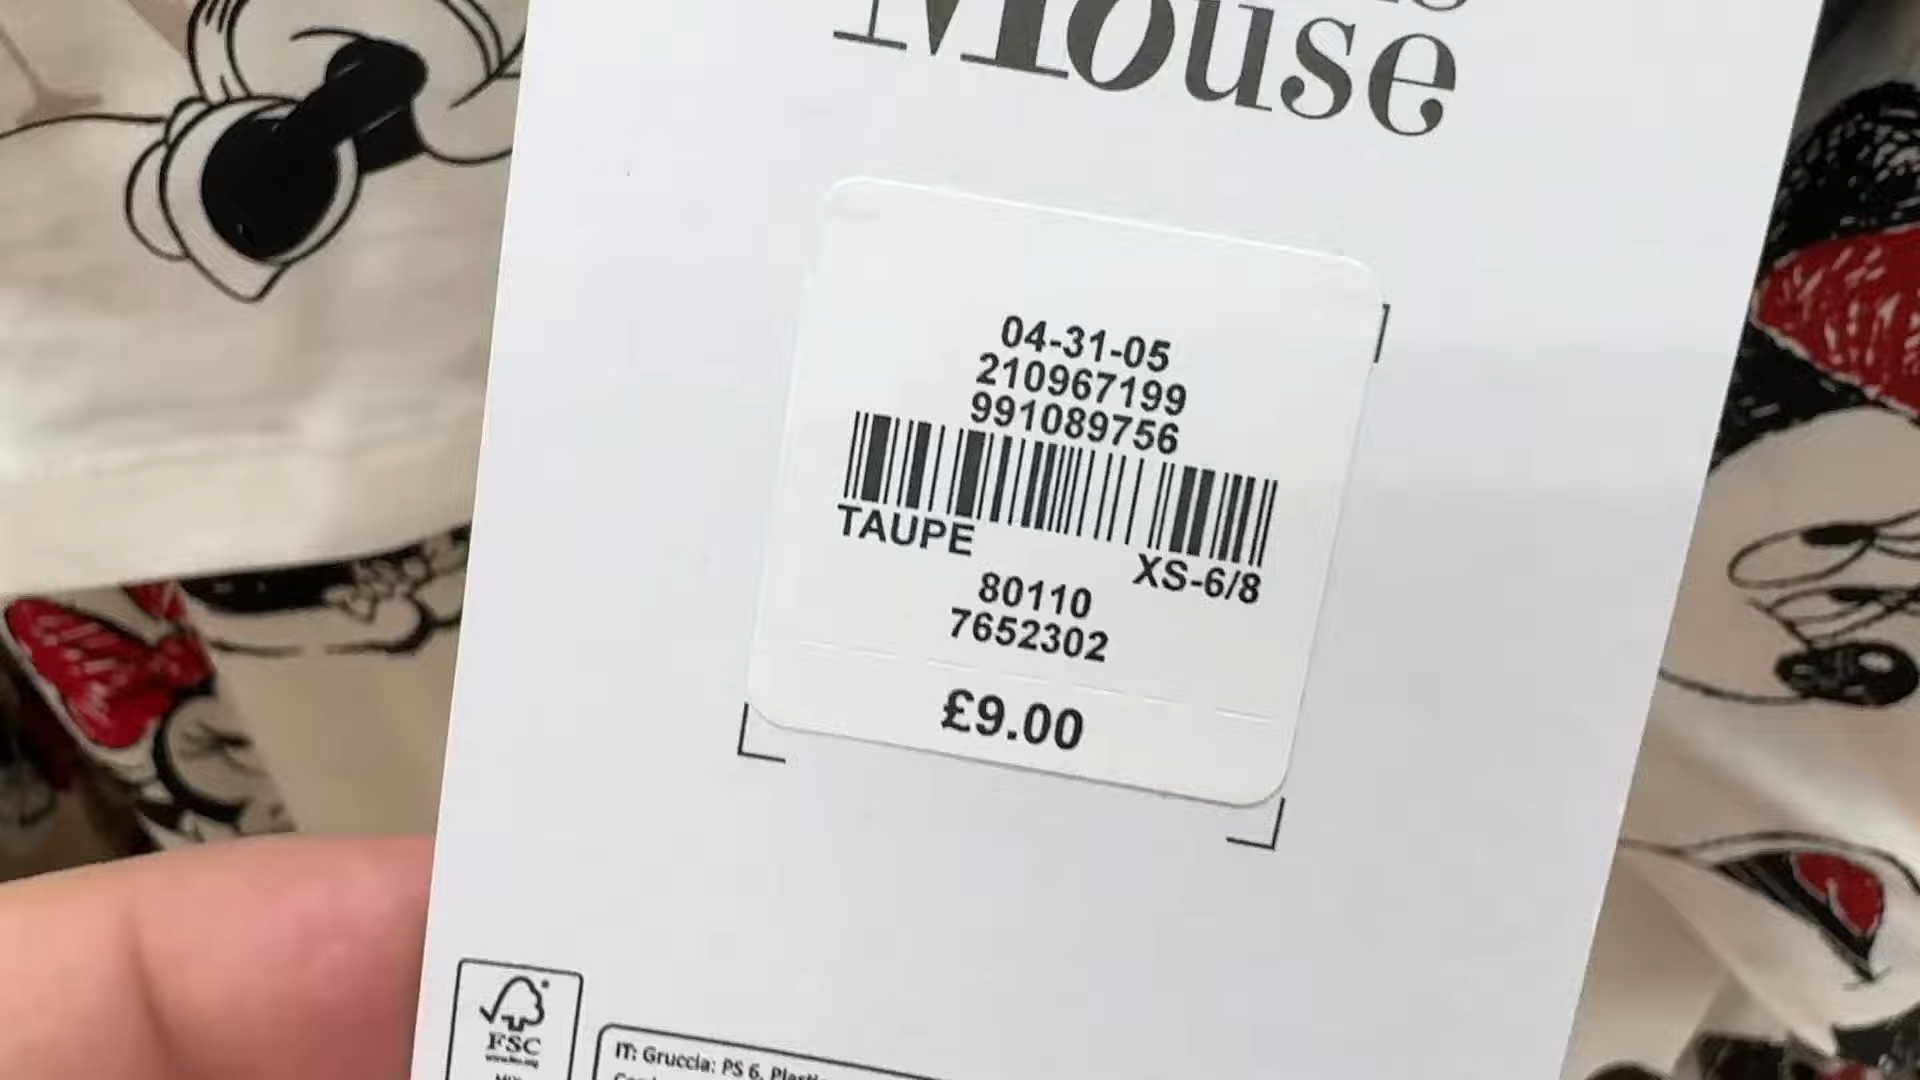 Mouse
04-31-05
210967199
991089756
TAUPE
XS-6/8
80110
7652302
£9.00
FSC
IT: Gruccia: PS 6, Plasti